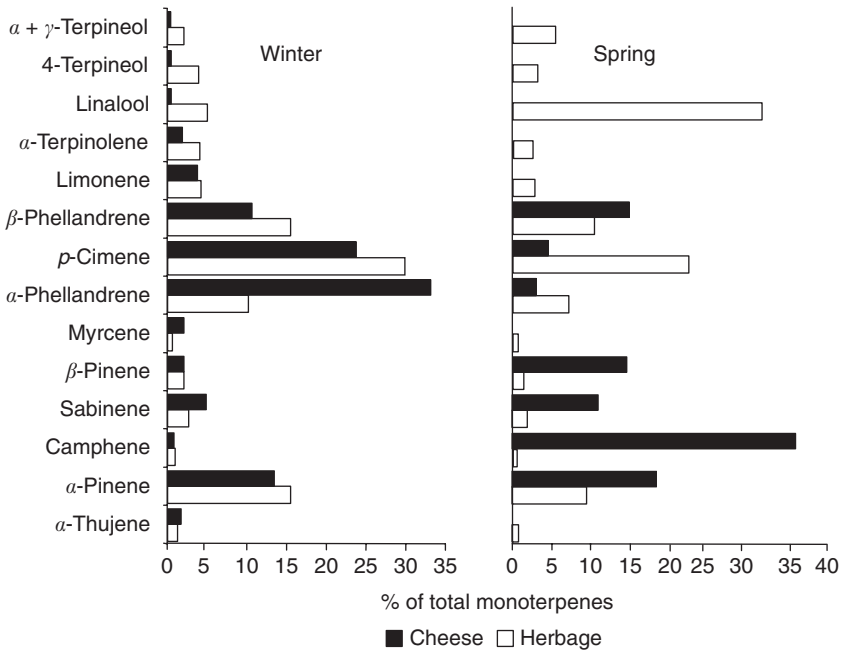 Winter
Spring
α + γ-Terpineol
4-Terpineol
Linalool
α-Terpinolene
Limonene
β-Phellandrene
p-Cimene
α-Phellandrene
Myrcene
β-Pinene
Sabinene
Camphene
α-Pinene
α-Thujene
0 5 10 15 20 25 30 35
0 5 10 15 20 25 30 35 40
% of total monoterpenes
Cheese Herbage